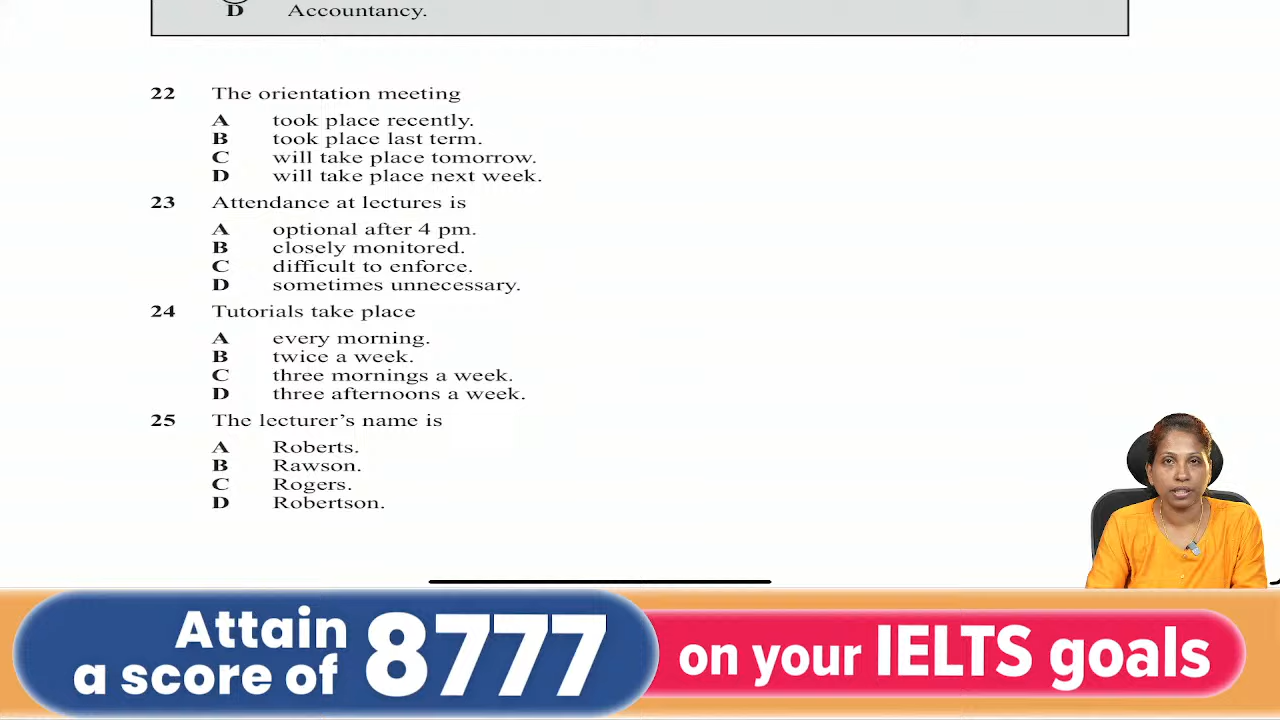 D Accountancy.
22 The orientation meeting
A took place recently.
B took place last term.
C will take place tomorrow.
D will take place next week.
23 Attendance at lectures is
A optional after 4 pm.
B closely monitored.
C difficult to enforce.
D sometimes unnecessary.
24 Tutorials take place
A every morning.
B twice a week.
C three mornings a week.
D three afternoons a week.
25 The lecturer's name is
A Roberts.
B Rawson.
C Rogers.
D Robertson.
Attain
a score of 8777 on your IELTS goals